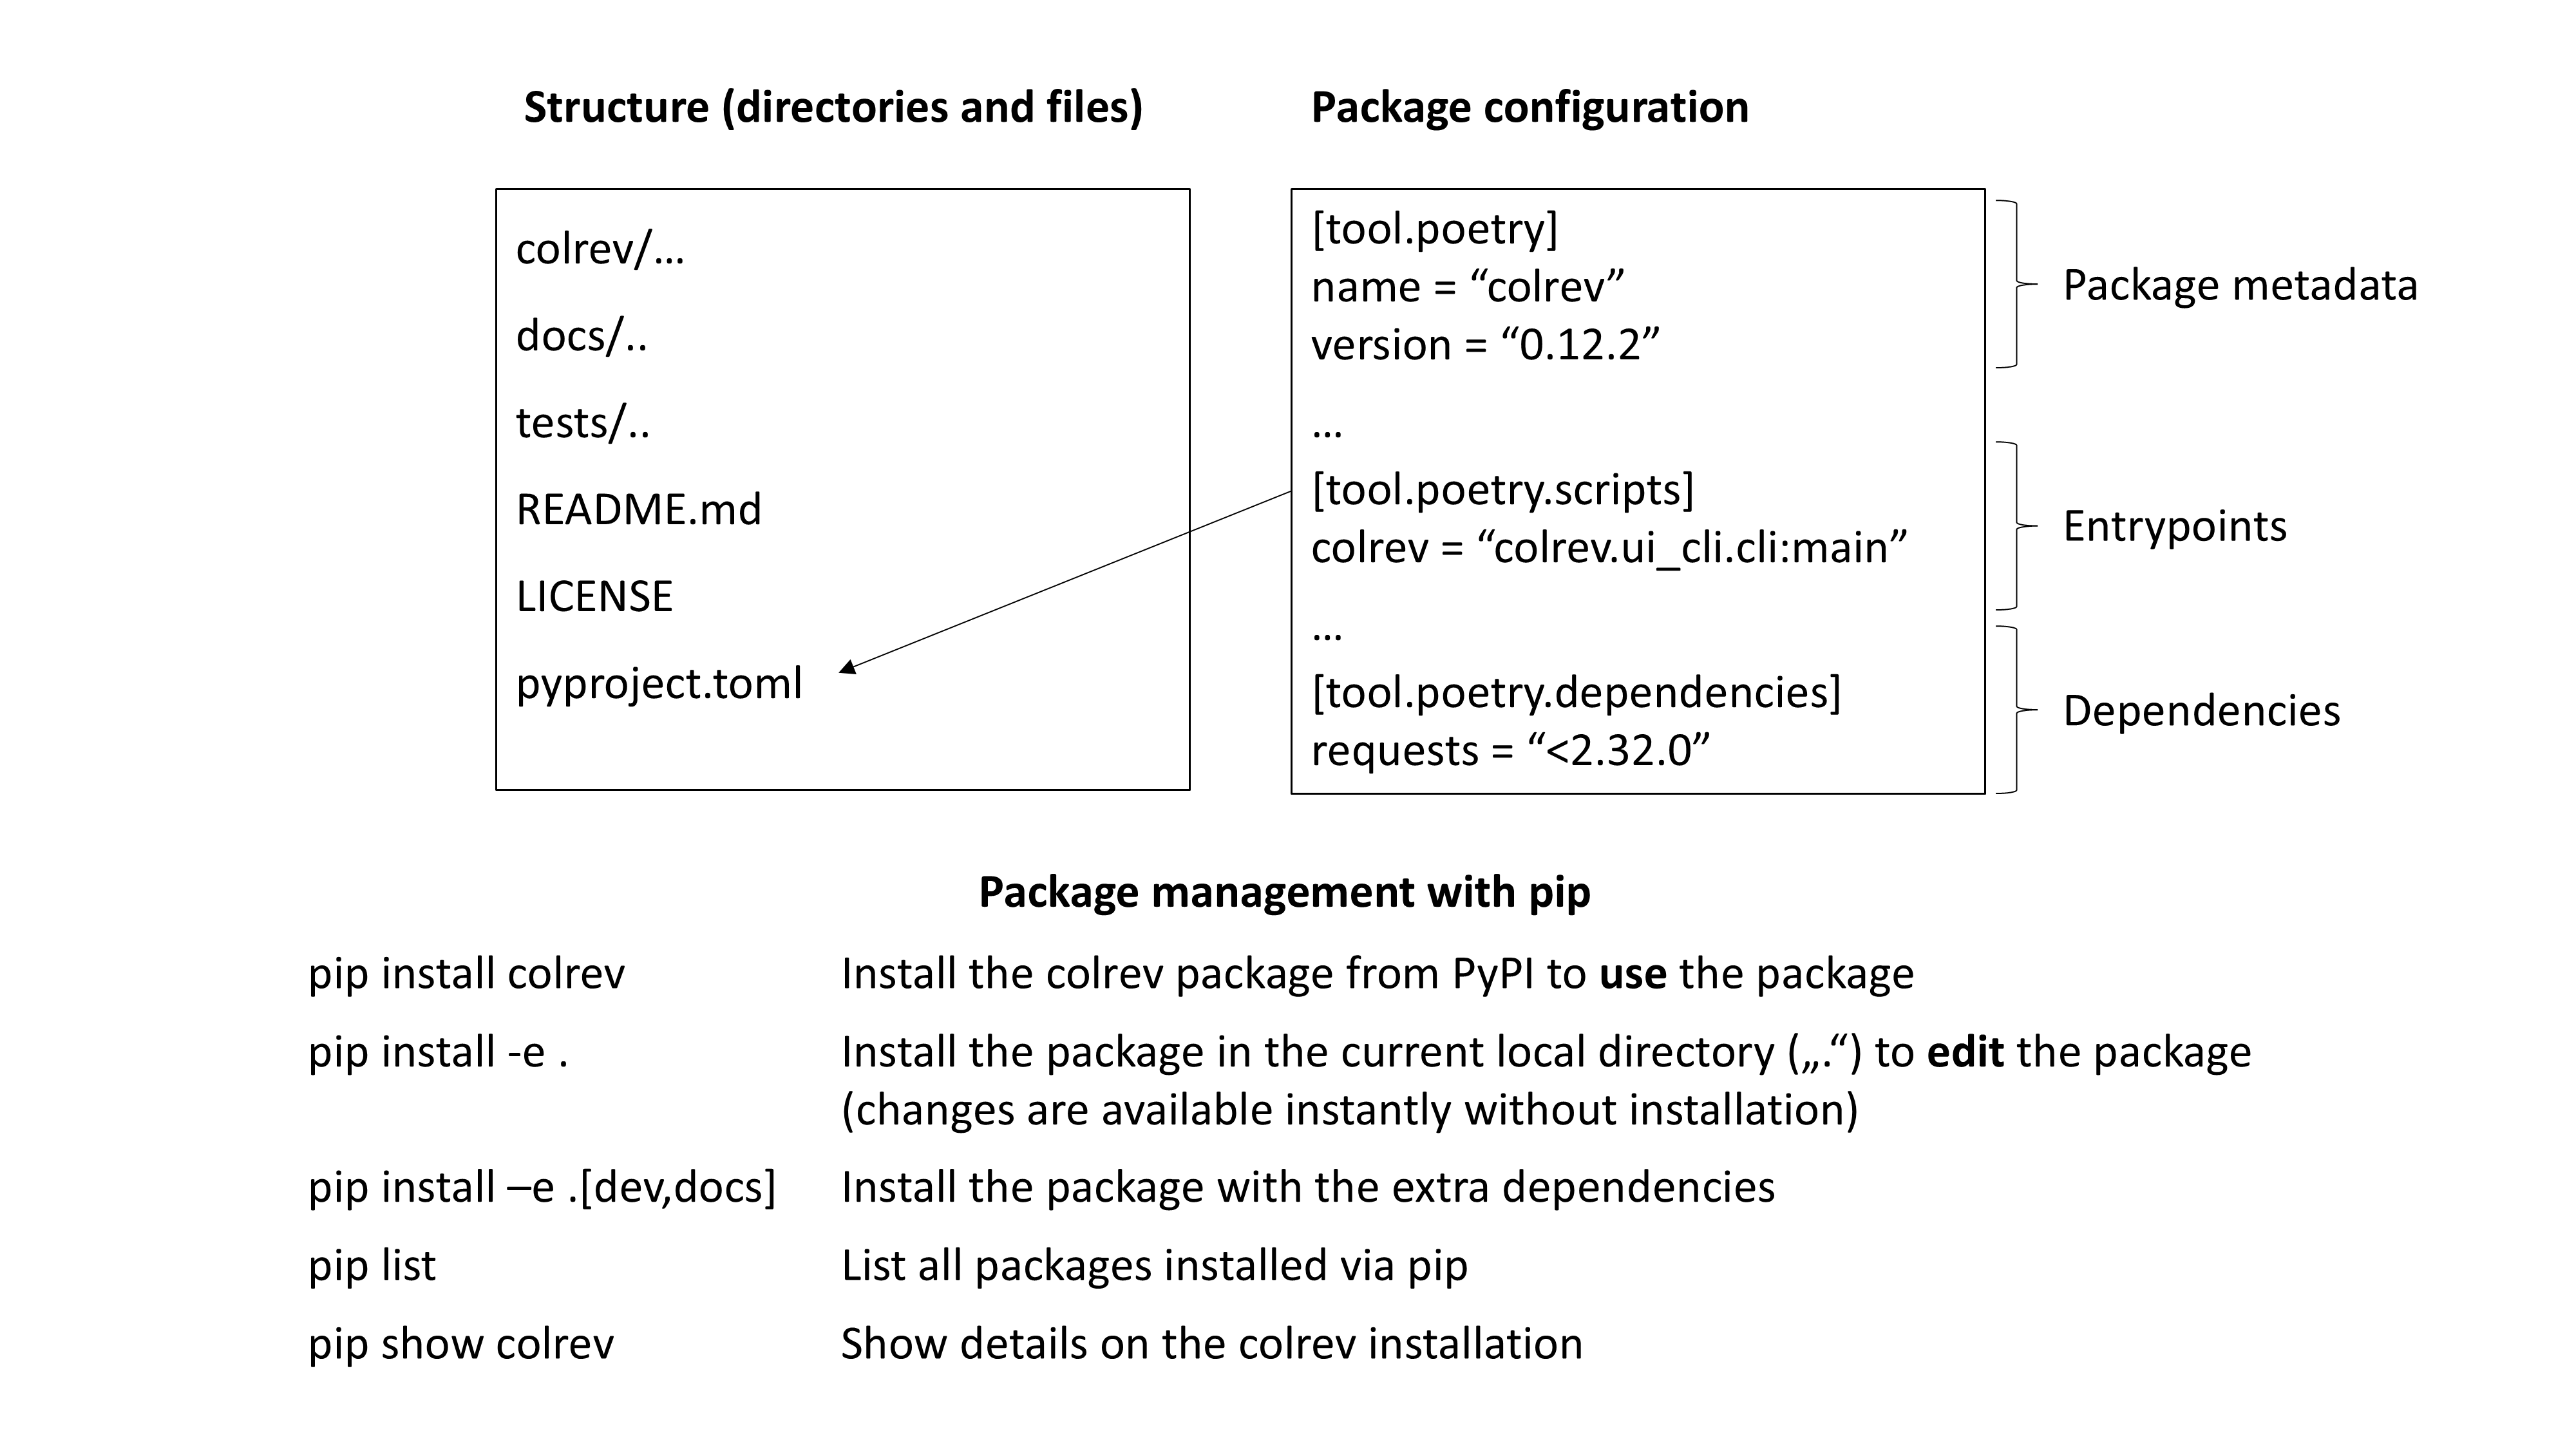 Structure (directories and files)
colrev/…
docs/..
tests/..
README.md
LICENSE
pyproject.toml
Package configuration
[tool.poetry]
name = “colrev”
version = “0.12.2”
…
[tool.poetry.scripts]
colrev = “colrev.ui_cli.cli:main”
…
[tool.poetry.dependencies]
requests = “<2.32.0”
Package metadata
Entrypoints
Dependencies
Package management with pip
pip install colrev Install the colrev package from PyPI to use the package
pip install -e . Install the package in the current local directory („.“) to edit the package
(changes are available instantly without installation)
pip install –e .[dev,docs] Install the package with the extra dependencies
pip list List all packages installed via pip
pip show colrev Show details on the colrev installation